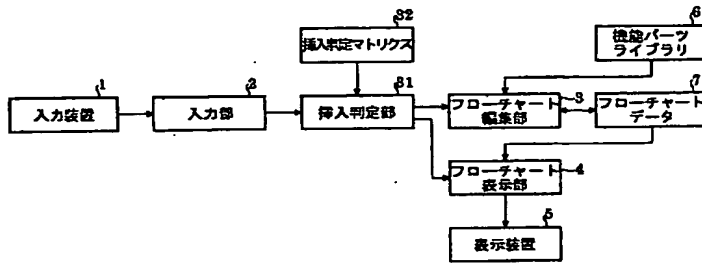 32
挿入判定マトリクス
6
機能パーツ
ライブラリ
1
入力装置
2
入力部
31
挿入判定部
3
フローチャート
編集部
7
フローチャート
データ
フローチャート
表示部
4
5
表示装置